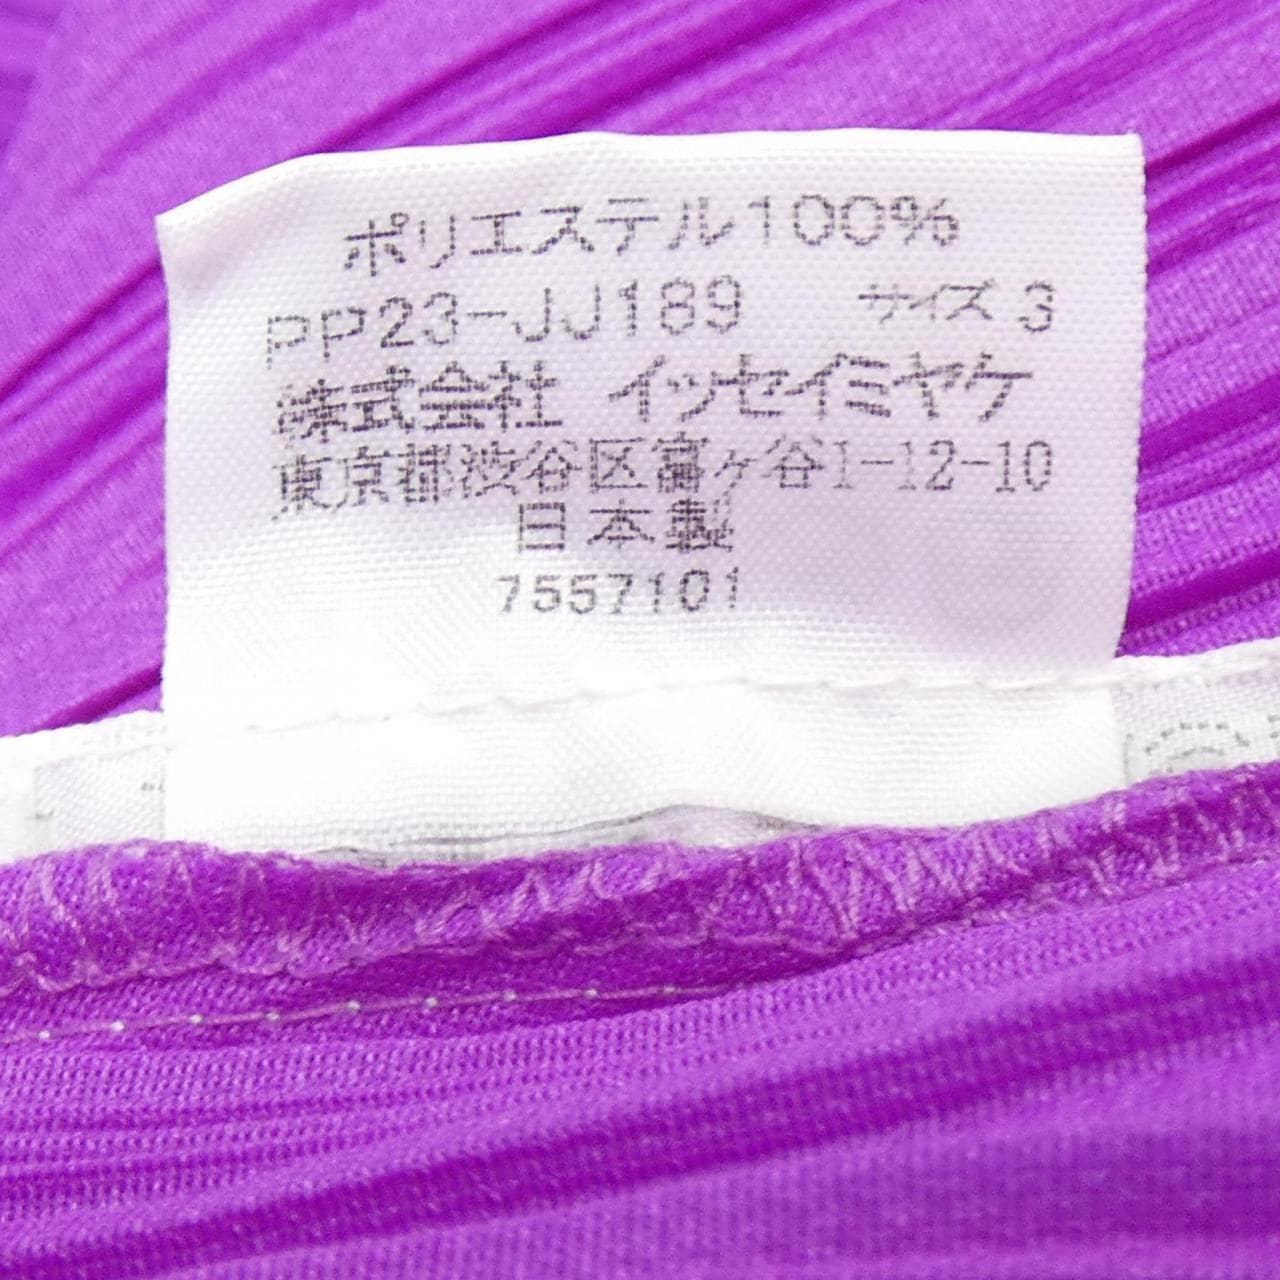 ポリエステル100%
PP23-JJ189 サイズ 3
株式会社 イッセイミヤケ
東京都渋谷区富ヶ谷1-12-10
日本製
7557101